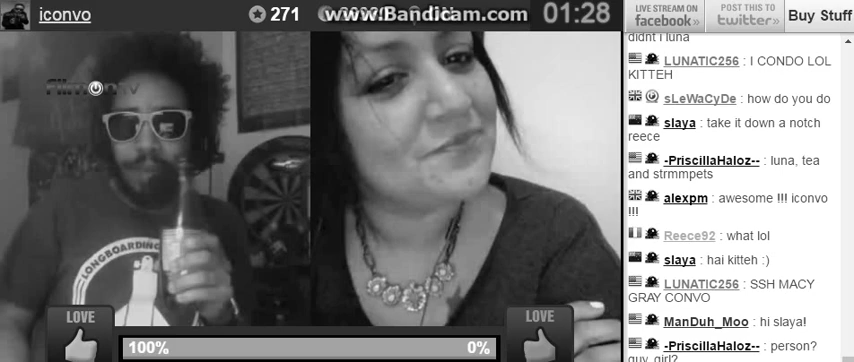 iconvo
271
www.Bandicam.com
01:28
LIVE STREAM ON
facebook»
POST THIS TO
twitter»
Buy Stuff
FilmOn.TV
LONGBOARDING
LOVE
100%
0%
LOVE
didnt i luna
LUNATIC256 : I CONDO LOL
KITTEH
sLeWaCyDe : how do you do
slaya : take it down a notch
reece
-PriscillaHaloz-- : luna, tea
and strmmpets
alexpm : awesome !!! iconvo
!!!
Reece92 : what lol
slaya : hai kitteh :)
LUNATIC256 : SSH MACY
GRAY CONVO
ManDuh_Moo : hi slaya!
-PriscillaHaloz-- : person?
guy, girl?